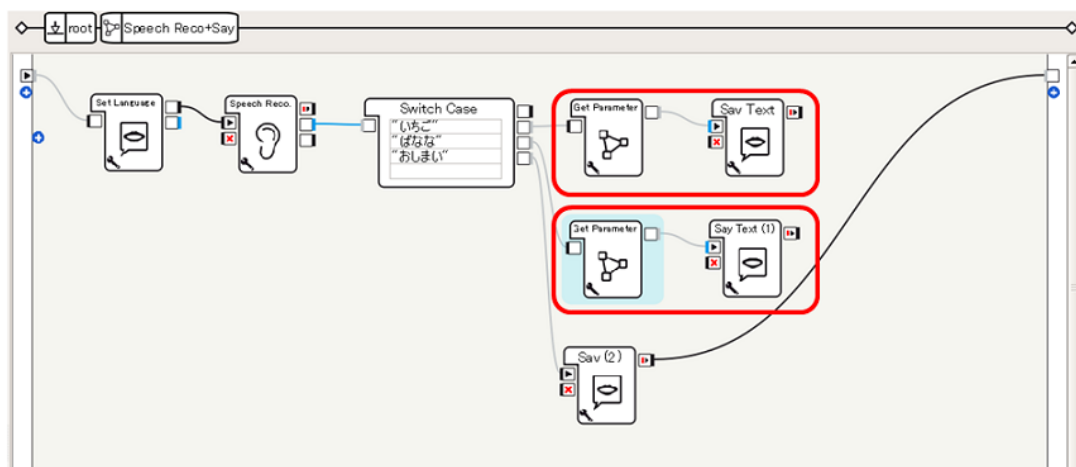 root
Speech Reco+Say
Set Language
Speech Reco.
Switch Case
"いちご"
"ばなな"
"おしまい"
Get Parameter
Say Text
Get Parameter
Say Text (1)
Say (2)